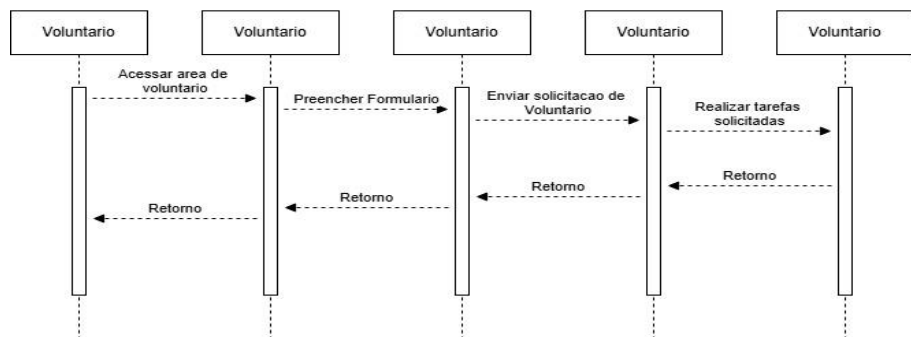 Voluntario
Voluntario
Voluntario
Voluntario
Voluntario
Acessar area de
voluntario
Preencher Formulario
Enviar solicitacao de
Voluntario
Realizar tarefas
solicitadas
Retorno
Retorno
Retorno
Retorno